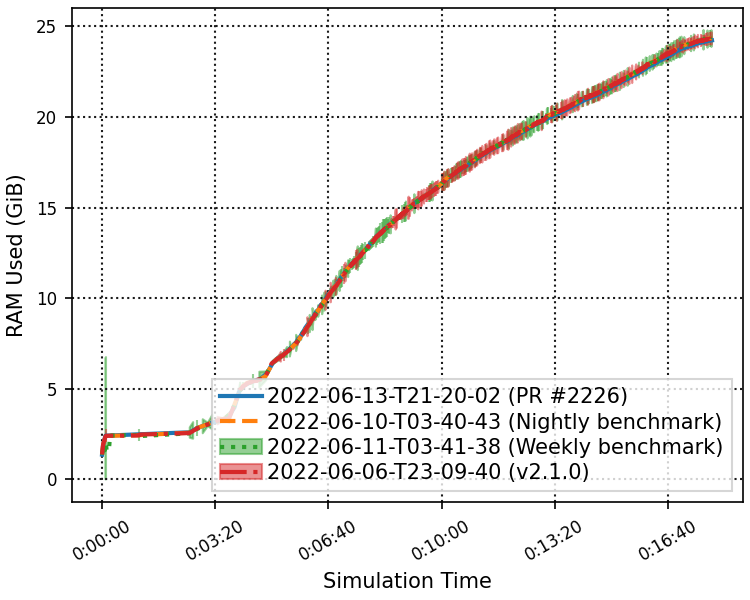 25
20
15
10
5
0
RAM Used (GiB)
2022-06-13-T21-20-02 (PR #2226)
2022-06-10-T03-40-43 (Nightly benchmark)
2022-06-11-T03-41-38 (Weekly benchmark)
2022-06-06-T23-09-40 (v2.1.0)
0:00:00
0:03:20
0:06:40
0:10:00
0:13:20
0:16:40
Simulation Time